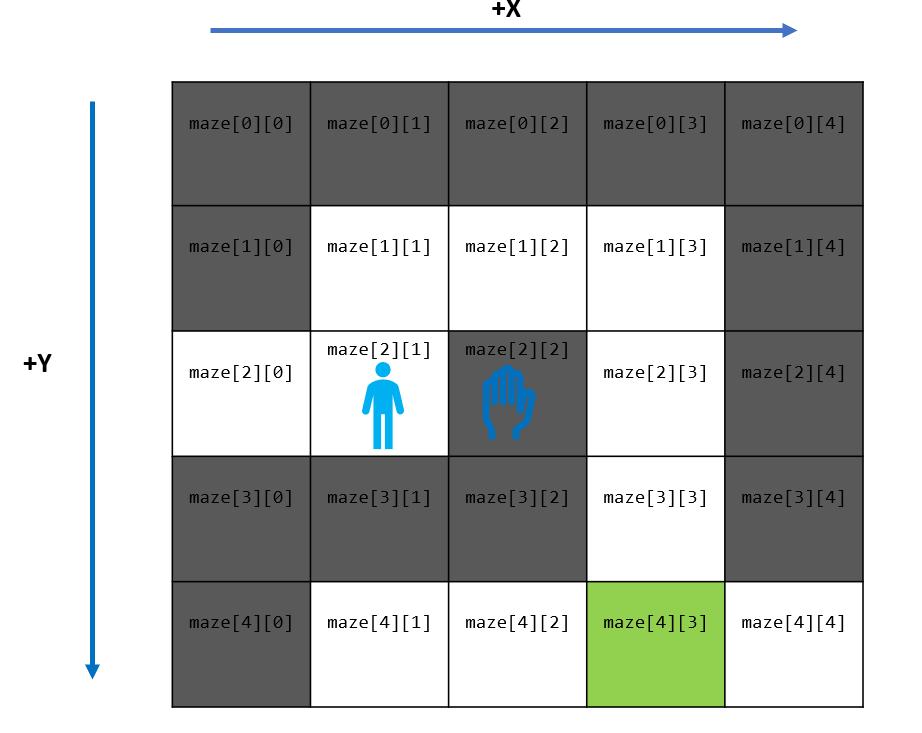 +X
maze[0][0] maze[0][1] maze[0][2] maze[0][3] maze[0][4]
maze[1][0] maze[1][1] maze[1][2] maze[1][3] maze[1][4]
+Y
maze[2][0] maze[2][1] maze[2][2] maze[2][3] maze[2][4]
maze[3][0] maze[3][1] maze[3][2] maze[3][3] maze[3][4]
maze[4][0] maze[4][1] maze[4][2] maze[4][3] maze[4][4]